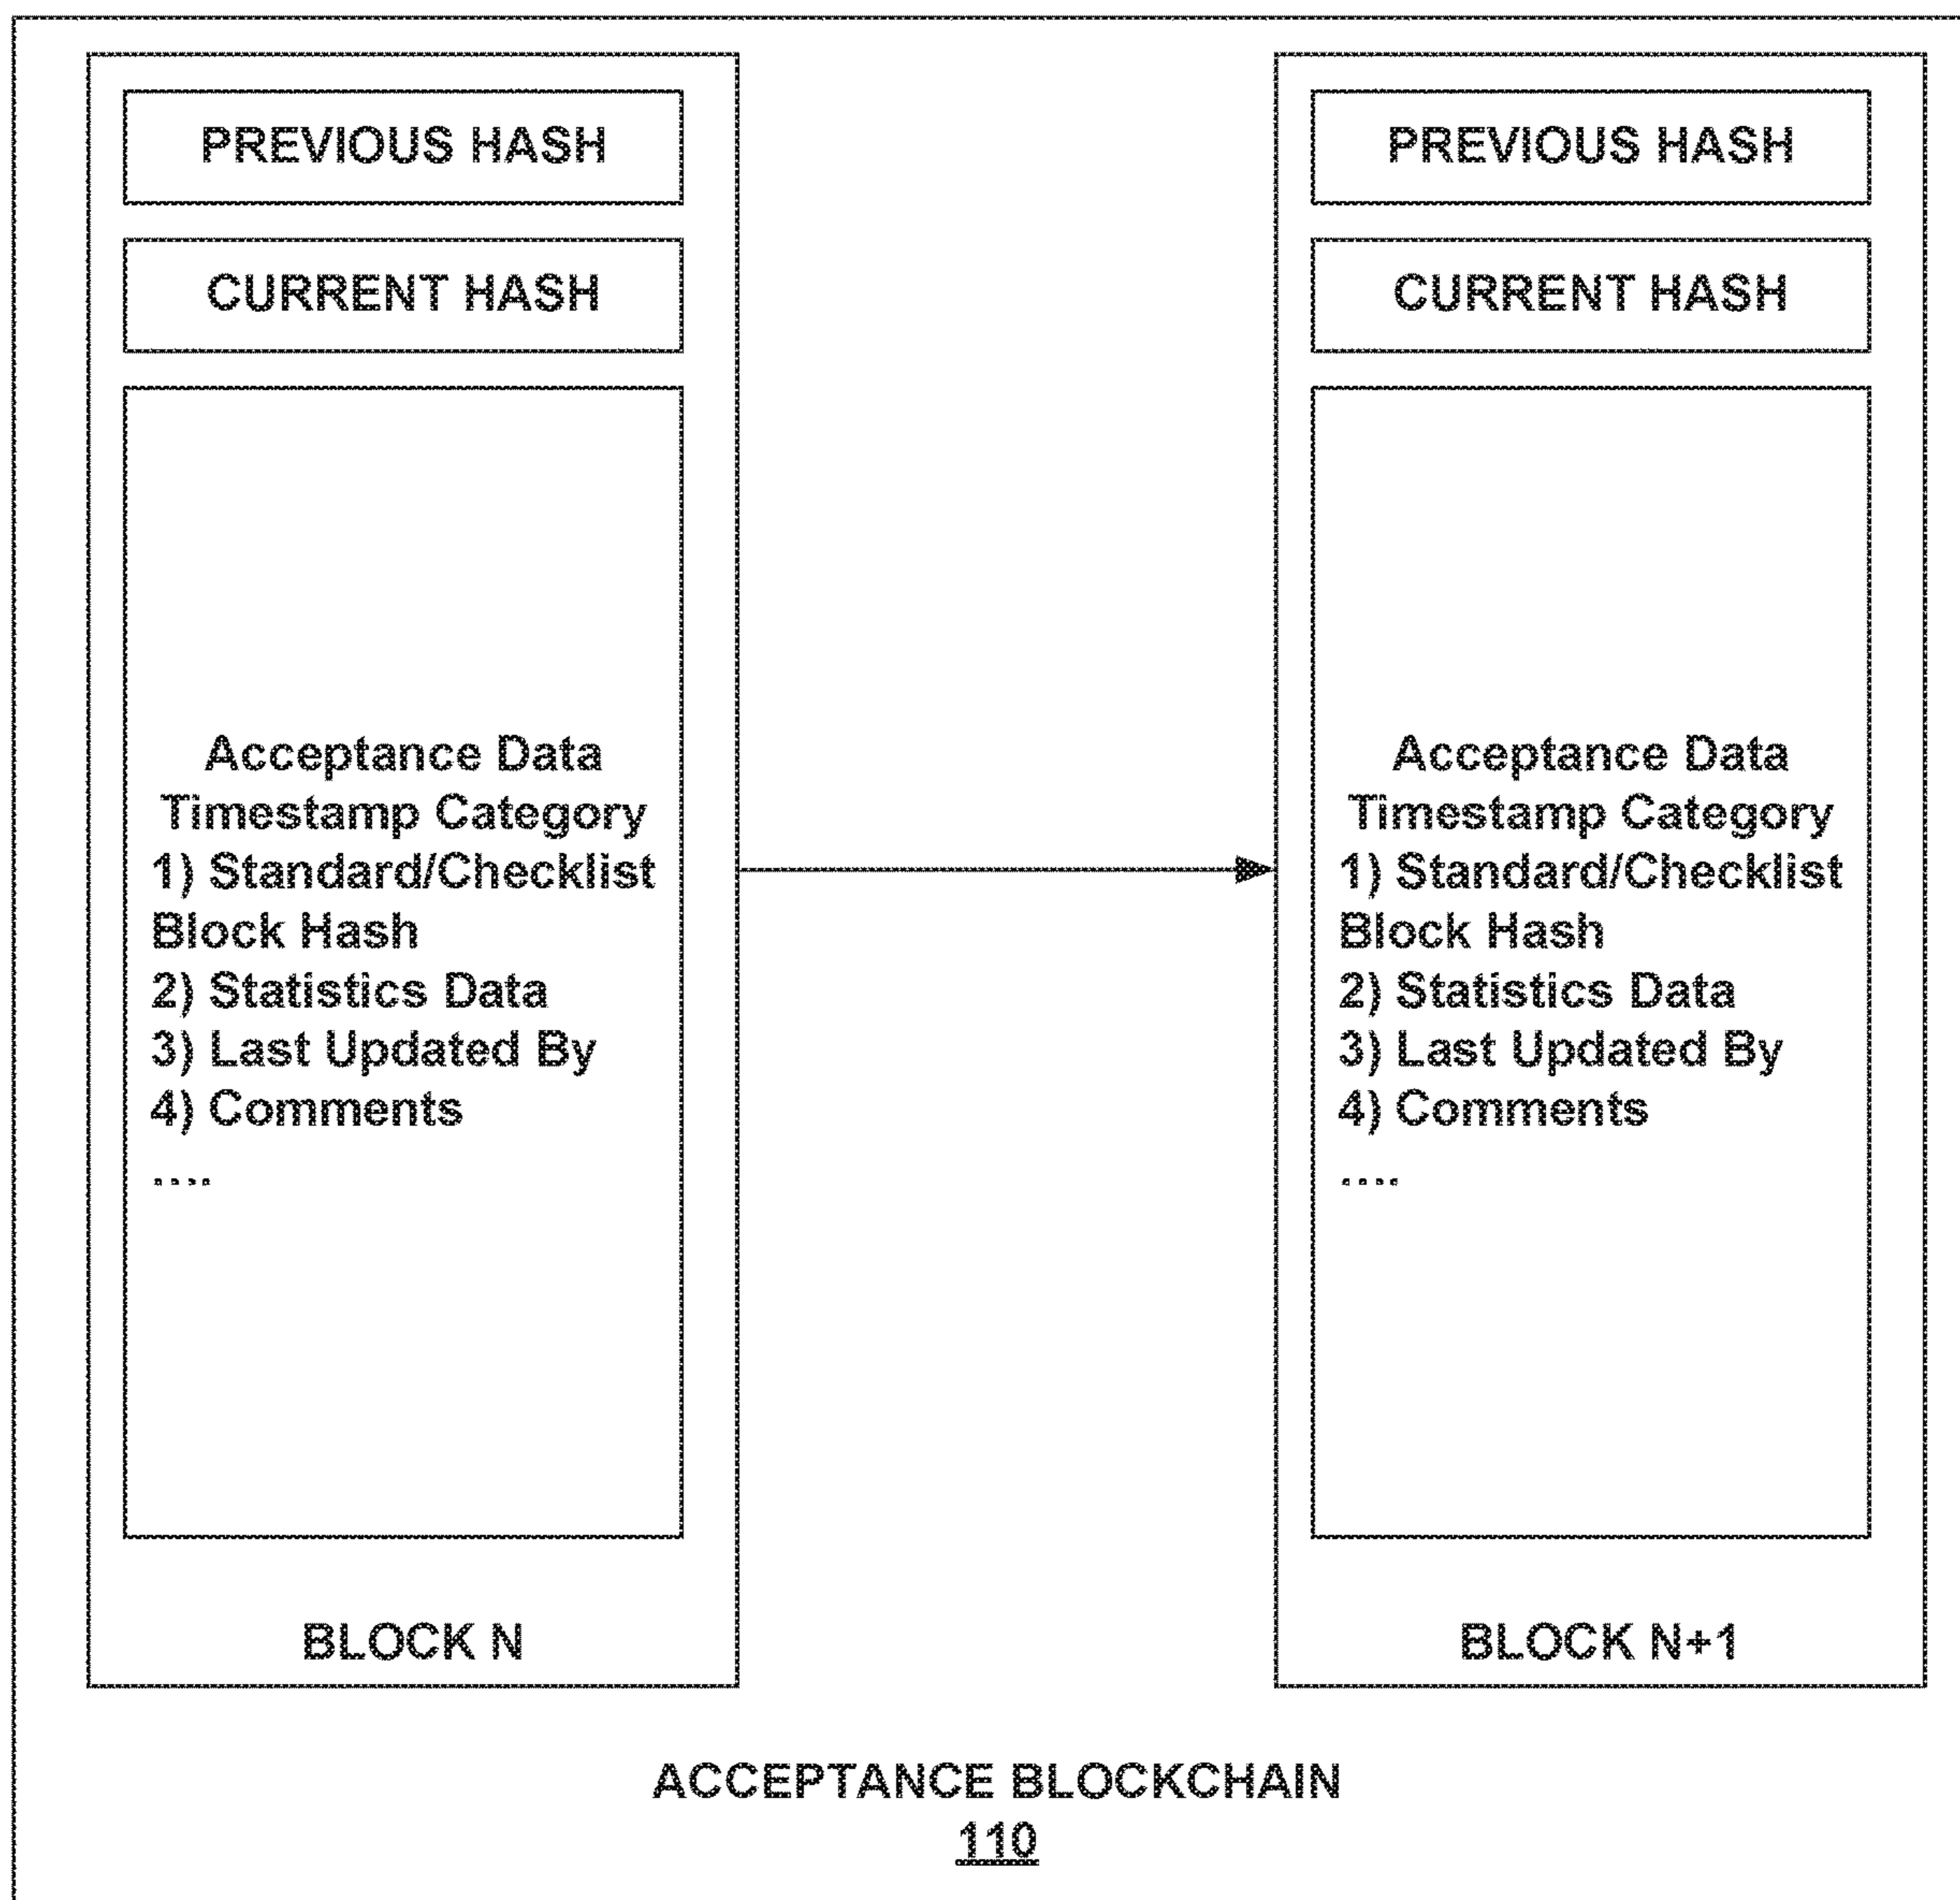 PREVIOUS HASH
CURRENT HASH
Acceptance Data
Timestamp Category
1) Standard/Checklist
Block Hash
2) Statistics Data
3) Last Updated By
4) Comments
....
BLOCK N
PREVIOUS HASH
CURRENT HASH
Acceptance Data
Timestamp Category
1) Standard/Checklist
Block Hash
2) Statistics Data
3) Last Updated By
4) Comments
....
BLOCK N+1
ACCEPTANCE BLOCKCHAIN
110